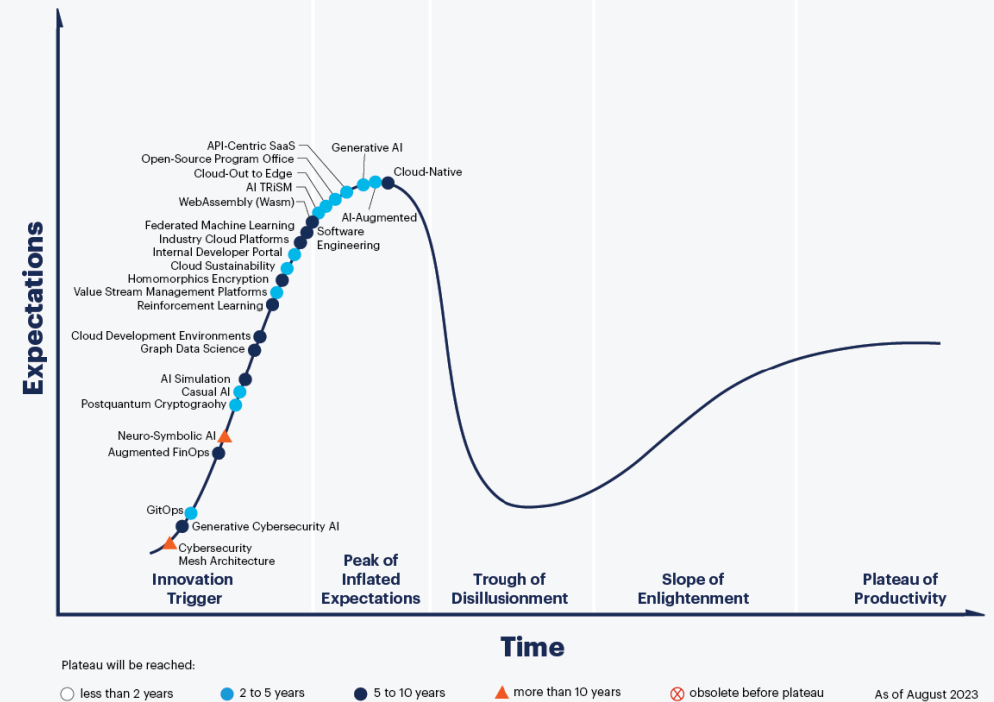 API-Centric SaaS
Generative AI
Open-Source Program Office
Cloud-Out to Edge
Cloud-Native
AI TRiSM
WebAssembly (Wasm)
AI-Augmented
Software
Engineering
Federated Machine Learning
Industry Cloud Platforms
Internal Developer Portal
Cloud Sustainability
Homomorphics Encryption
Value Stream Management Platforms
Reinforcement Learning
Cloud Development Environments
Graph Data Science
AI Simulation
Casual AI
Postquantum Cryptograohy
Neuro-Symbolic AI
Augmented FinOps
GitOps
Generative Cybersecurity AI
Cybersecurity
Mesh Architecture
Expectations
Innovation
Trigger
Peak of
Inflated
Expectations
Trough of
Disillusionment
Slope of
Enlightenment
Plateau of
Productivity
Time
Plateau will be reached:
less than 2 years
2 to 5 years
5 to 10 years
more than 10 years
obsolete before plateau
As of August 2023